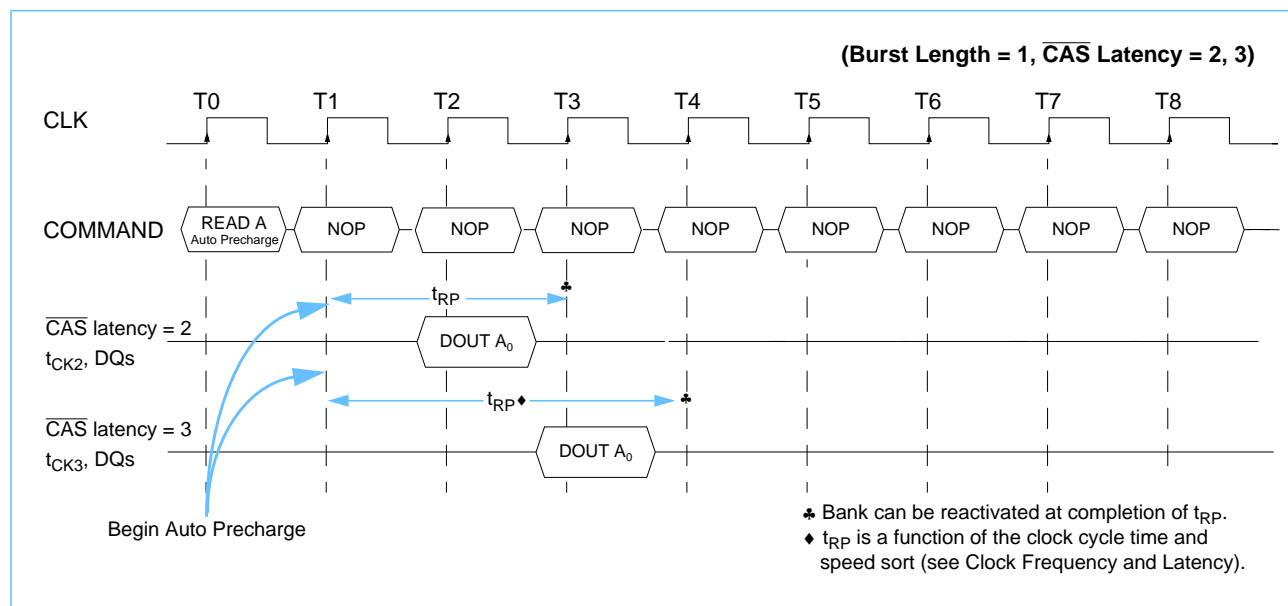 (Burst Length = 1, CAS Latency = 2, 3)
T0 T1 T2 T3 T4 T5 T6 T7 T8
CLK
COMMAND
READ A
Auto Precharge
NOP NOP NOP NOP NOP NOP NOP NOP
tRP ♣
CAS latency = 2
tCK2, DQs
DOUT A0
tRP♦ ♣
CAS latency = 3
tCK3, DQs
DOUT A0
Begin Auto Precharge
♣ Bank can be reactivated at completion of tRP.
♦ tRP is a function of the clock cycle time and
speed sort (see Clock Frequency and Latency).